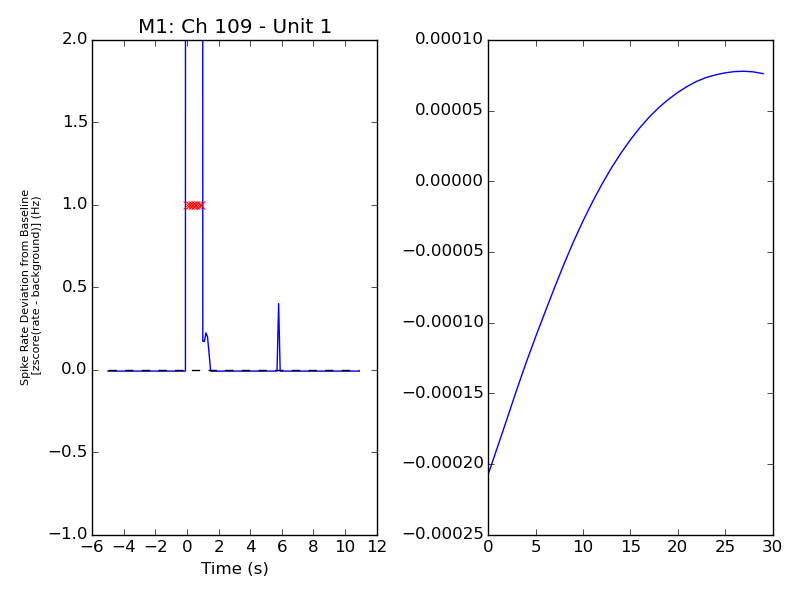 M1: Ch 109 - Unit 1
2.0
1.5
1.0
0.5
0.0
−0.5
−1.0
−6 −4 −2 0 2 4 6 8 10 12
Time (s)
Spike Rate Deviation from Baseline
[zscore(rate - background)] (Hz)
0.00010
0.00005
0.00000
−0.00005
−0.00010
−0.00015
−0.00020
−0.00025
0 5 10 15 20 25 30